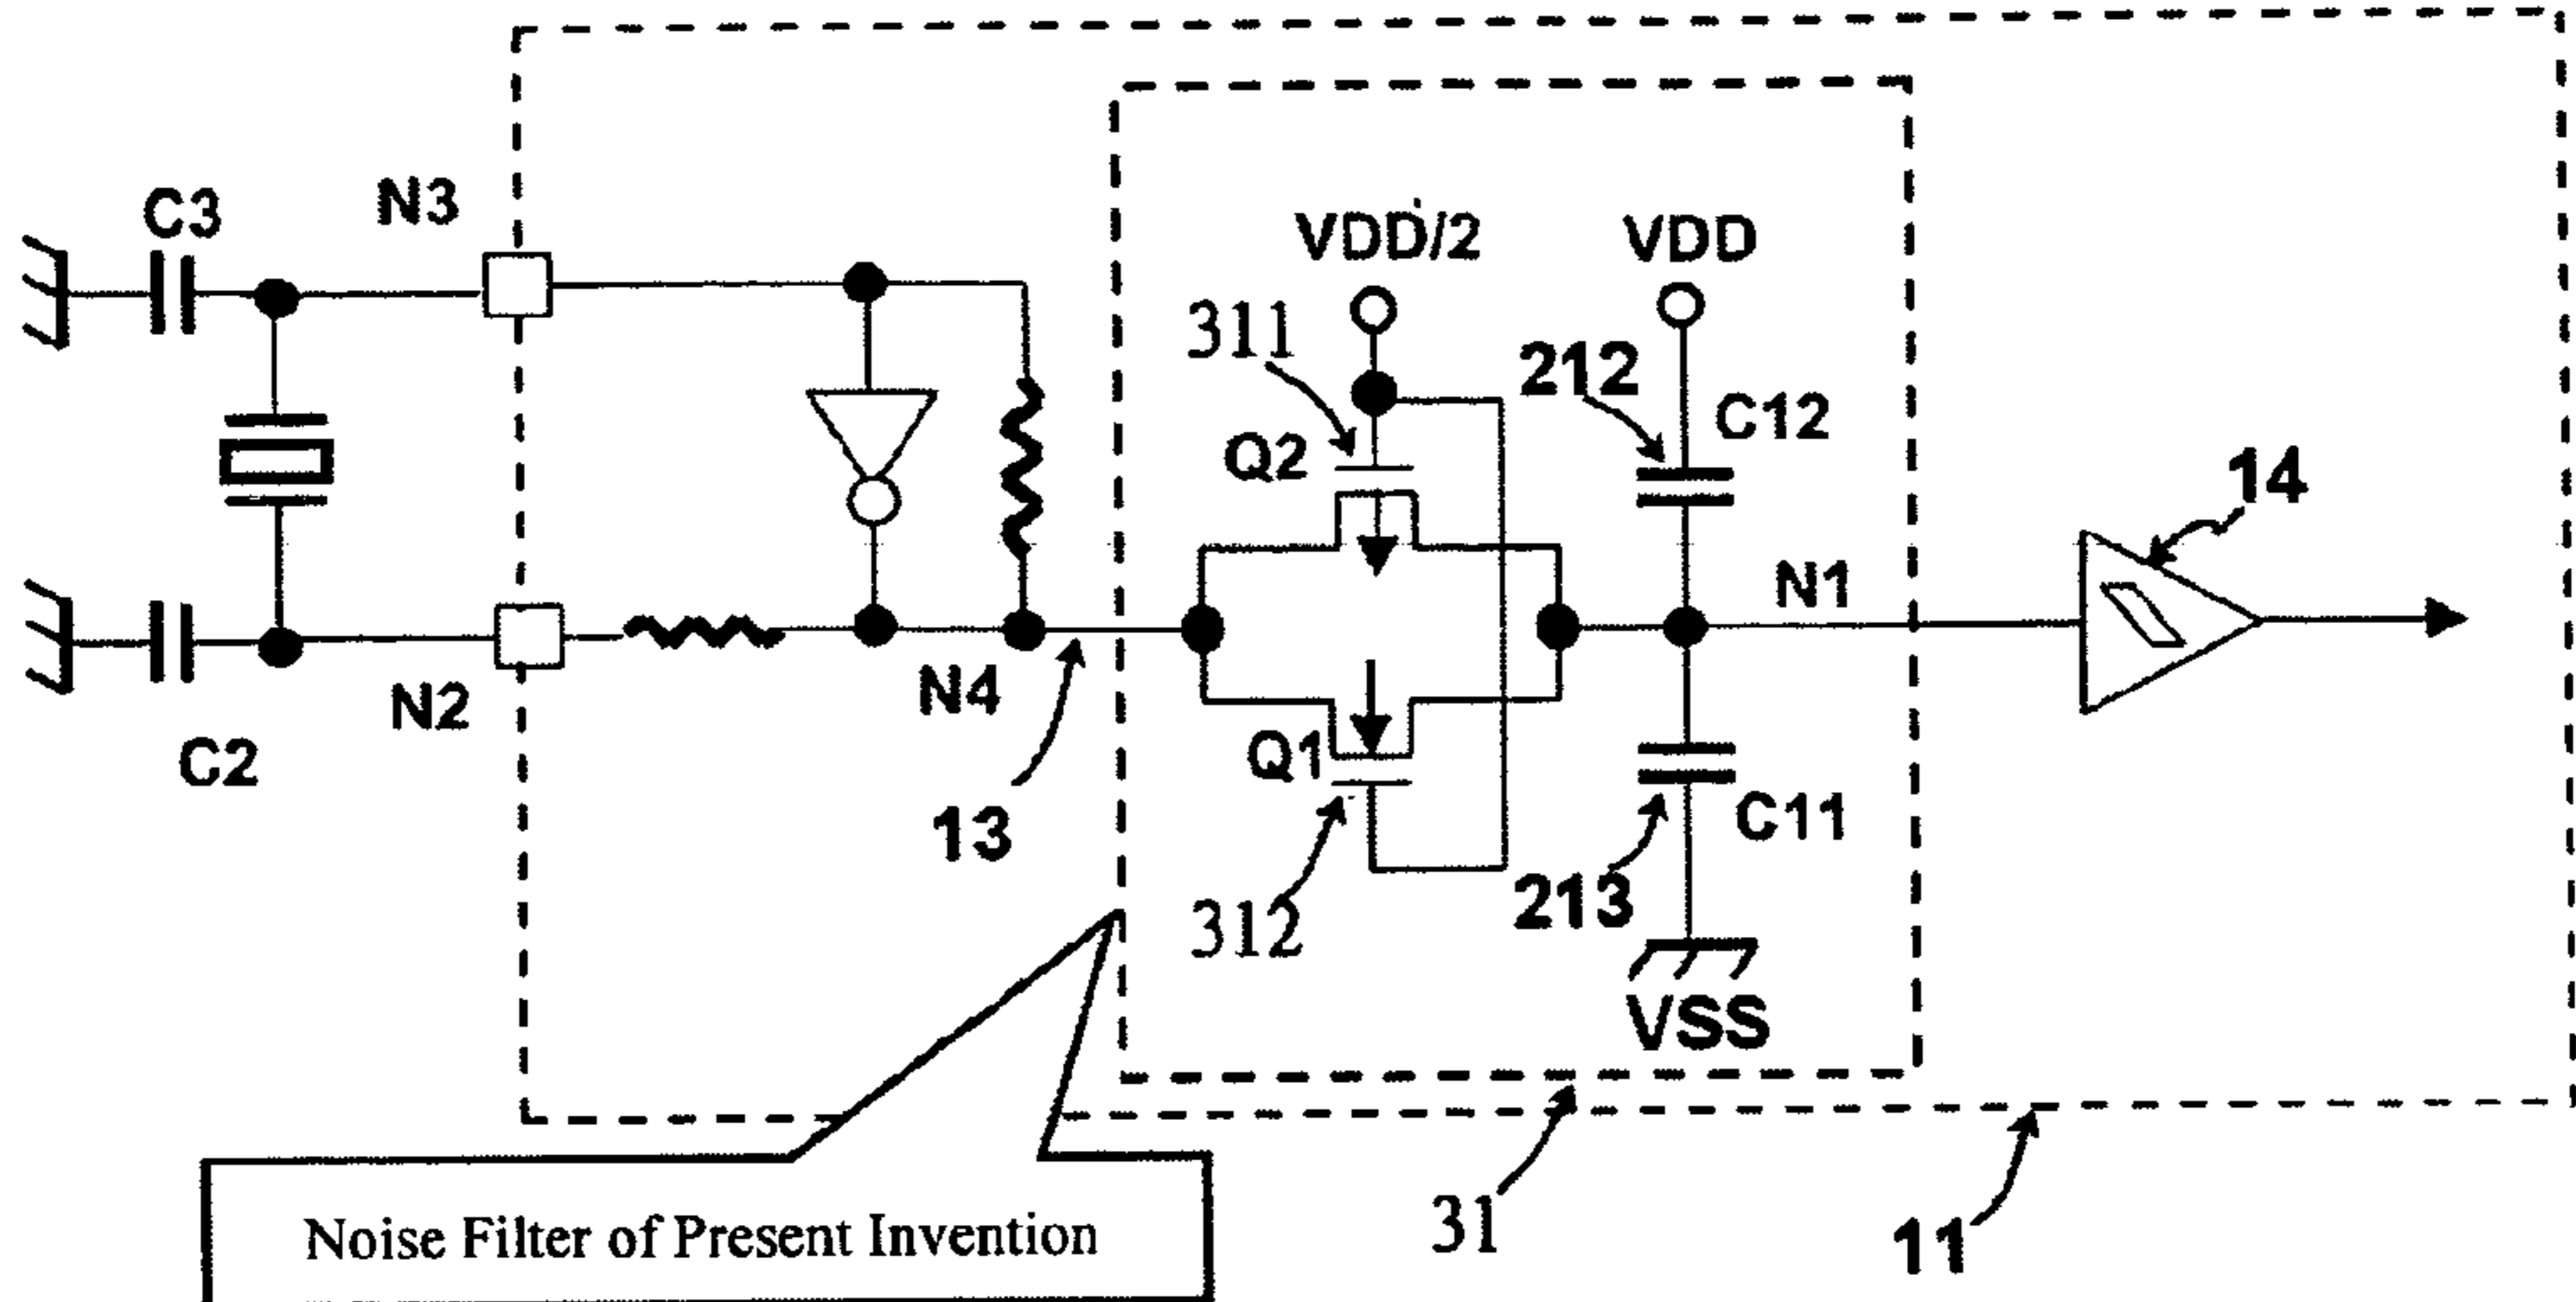 C3
N3
VDD/2
VDD
311
212
C12
Q2
14
N1
N4
N2
Q1
C2
13
C11
312
213
VSS
31
11
Noise Filter of Present Invention